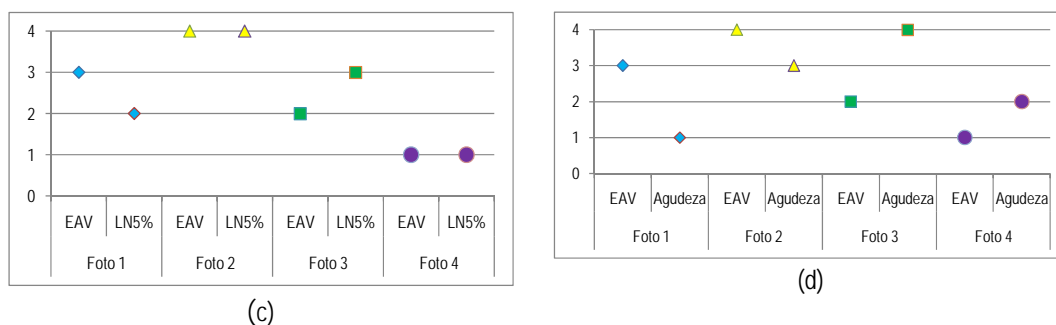 4
3
2
1
0
EAV LN5% EAV LN5% EAV LN5% EAV LN5%
Foto 1 Foto 2 Foto 3 Foto 4
(c)
4
3
2
1
0
EAV Agudeza EAV Agudeza EAV Agudeza EAV Agudeza
Foto 1 Foto 2 Foto 3 Foto 4
(d)